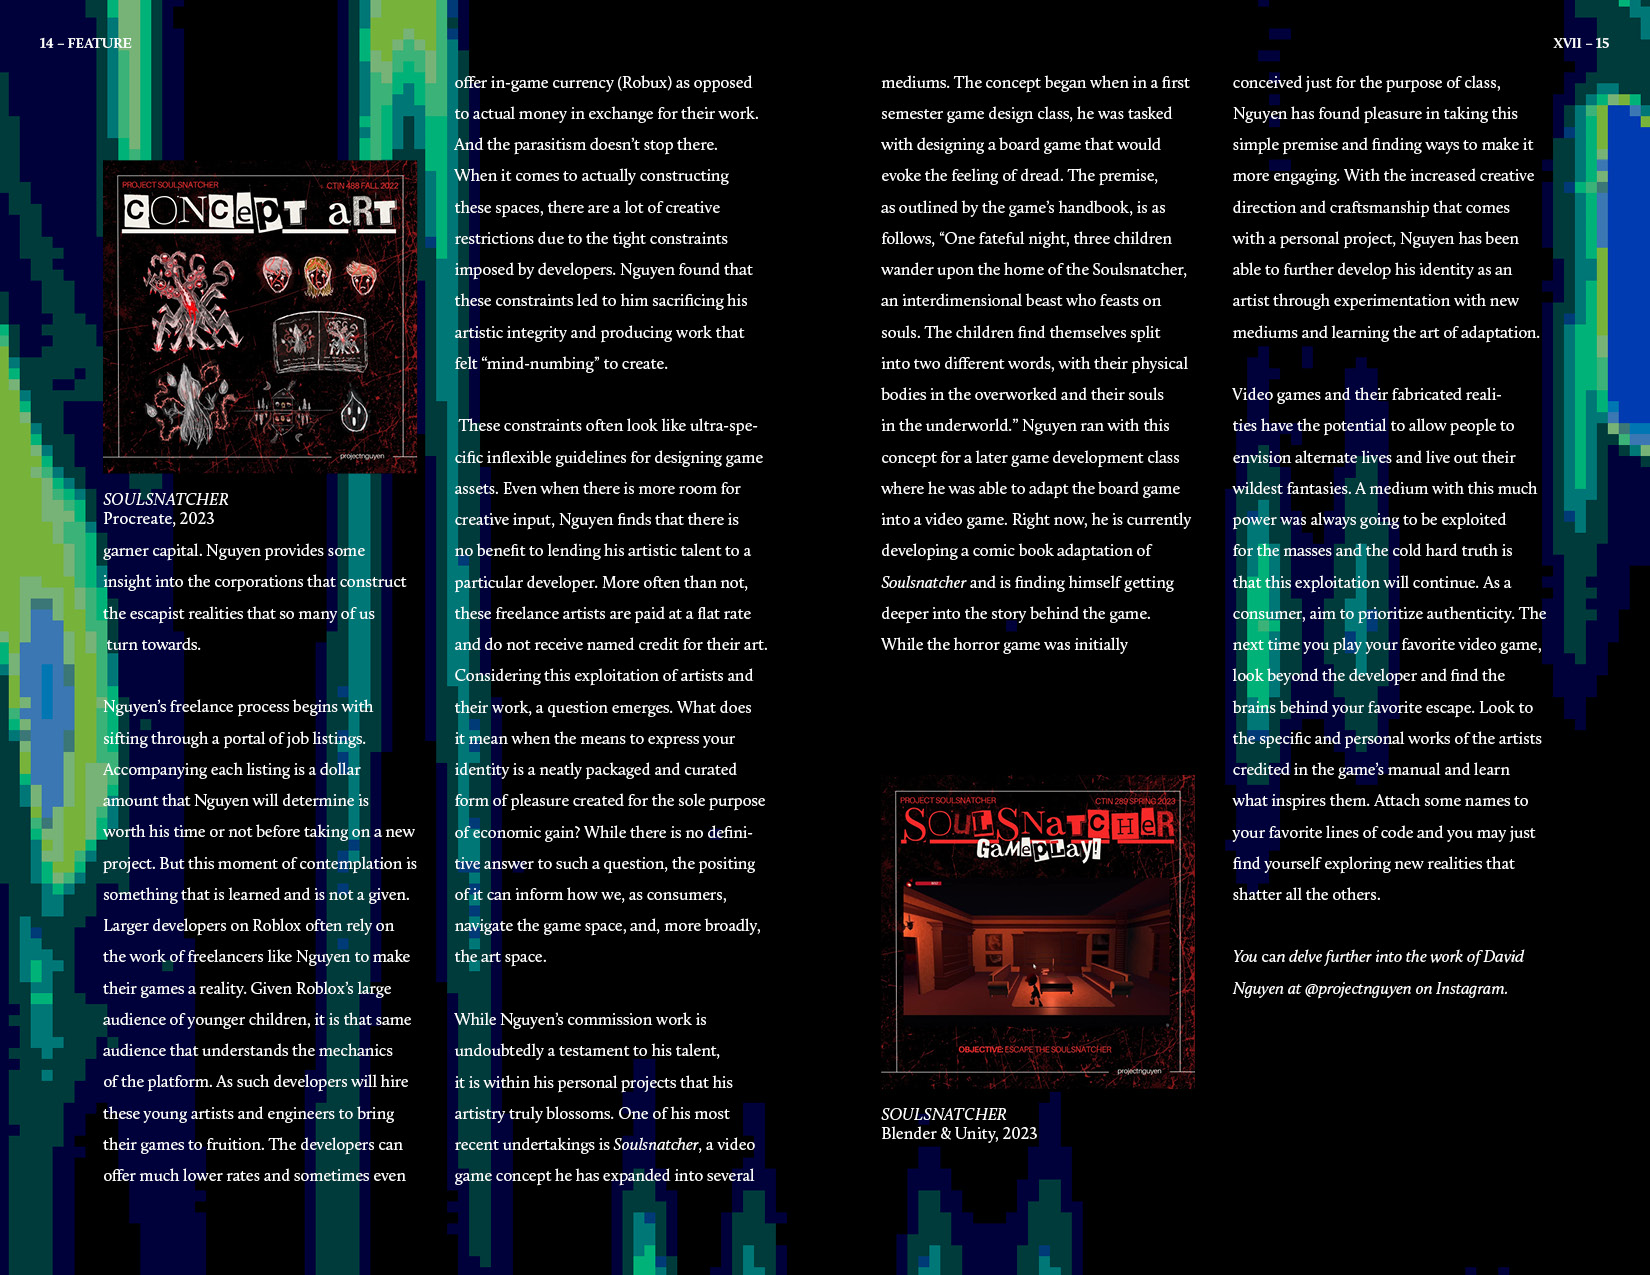 14 – FEATURE
XVII – 15
PROJECT SOULSNATCHER
CTIN 488 FALL 2022
CONCEPT ART
projectnguyen
SOULSNATCHER
Procreate, 2023
garner capital. Nguyen provides some
insight into the corporations that construct
the escapist realities that so many of us
turn towards.
Nguyen’s freelance process begins with
sifting through a portal of job listings.
Accompanying each listing is a dollar
amount that Nguyen will determine is
worth his time or not before taking on a new
project. But this moment of contemplation is
something that is learned and is not a given.
Larger developers on Roblox often rely on
the work of freelancers like Nguyen to make
their games a reality. Given Roblox’s large
audience of younger children, it is that same
audience that understands the mechanics
of the platform. As such developers will hire
these young artists and engineers to bring
their games to fruition. The developers can
offer much lower rates and sometimes even
offer in-game currency (Robux) as opposed
to actual money in exchange for their work.
And the parasitism doesn’t stop there.
When it comes to actually constructing
these spaces, there are a lot of creative
restrictions due to the tight constraints
imposed by developers. Nguyen found that
these constraints led to him sacrificing his
artistic integrity and producing work that
felt “mind-numbing” to create.
These constraints often look like ultra-spe-
cific inflexible guidelines for designing game
assets. Even when there is more room for
creative input, Nguyen finds that there is
no benefit to lending his artistic talent to a
particular developer. More often than not,
these freelance artists are paid at a flat rate
and do not receive named credit for their art.
Considering this exploitation of artists and
their work, a question emerges. What does
it mean when the means to express your
identity is a neatly packaged and curated
form of pleasure created for the sole purpose
of economic gain? While there is no defini-
tive answer to such a question, the positing
of it can inform how we, as consumers,
navigate the game space, and, more broadly,
the art space.
While Nguyen’s commission work is
undoubtedly a testament to his talent,
it is within his personal projects that his
artistry truly blossoms. One of his most
recent undertakings is Soulsnatcher, a video
game concept he has expanded into several
mediums. The concept began when in a first
semester game design class, he was tasked
with designing a board game that would
evoke the feeling of dread. The premise,
as outlined by the game’s handbook, is as
follows, “One fateful night, three children
wander upon the home of the Soulsnatcher,
an interdimensional beast who feasts on
souls. The children find themselves split
into two different words, with their physical
bodies in the overworked and their souls
in the underworld.” Nguyen ran with this
concept for a later game development class
where he was able to adapt the board game
into a video game. Right now, he is currently
developing a comic book adaptation of
Soulsnatcher and is finding himself getting
deeper into the story behind the game.
While the horror game was initially
PROJECT SOULSNATCHER
CTIN 289 SPRING 2023
SOULSNATCHER
GAMEPLAY!
OBJECTIVE: ESCAPE THE SOULSNATCHER
projectnguyen
SOULSNATCHER
Blender & Unity, 2023
conceived just for the purpose of class,
Nguyen has found pleasure in taking this
simple premise and finding ways to make it
more engaging. With the increased creative
direction and craftsmanship that comes
with a personal project, Nguyen has been
able to further develop his identity as an
artist through experimentation with new
mediums and learning the art of adaptation.
Video games and their fabricated reali-
ties have the potential to allow people to
envision alternate lives and live out their
wildest fantasies. A medium with this much
power was always going to be exploited
for the masses and the cold hard truth is
that this exploitation will continue. As a
consumer, aim to prioritize authenticity. The
next time you play your favorite video game,
look beyond the developer and find the
brains behind your favorite escape. Look to
the specific and personal works of the artists
credited in the game’s manual and learn
what inspires them. Attach some names to
your favorite lines of code and you may just
find yourself exploring new realities that
shatter all the others.
You can delve further into the work of David
Nguyen at @projectnguyen on Instagram.